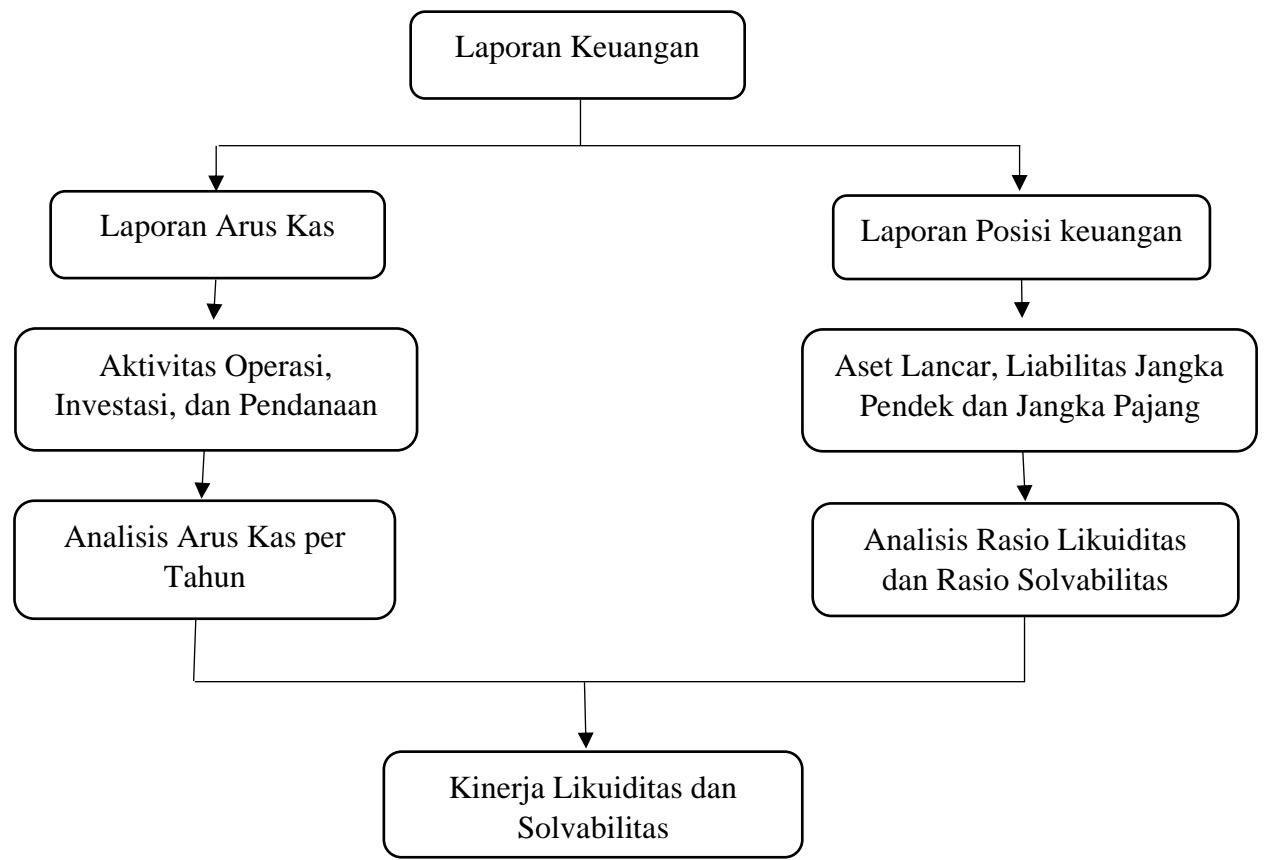 Laporan Keuangan
Laporan Arus Kas
Laporan Posisi keuangan
Aktivitas Operasi,
Investasi, dan Pendanaan
Aset Lancar, Liabilitas Jangka
Pendek dan Jangka Pajang
Analisis Arus Kas per
Tahun
Analisis Rasio Likuiditas
dan Rasio Solvabilitas
Kinerja Likuiditas dan
Solvabilitas